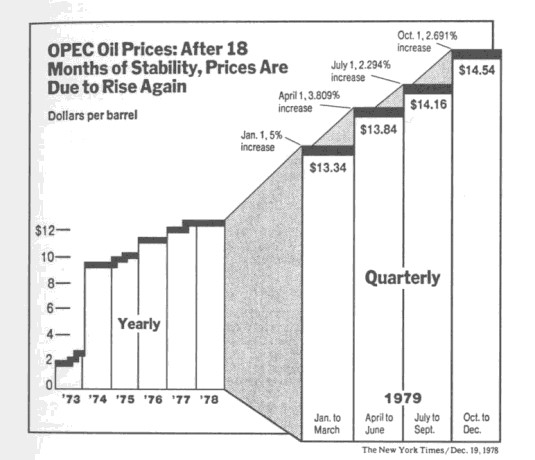 OPEC Oil Prices: After 18
Months of Stability, Prices Are
Due to Rise Again
Dollars per barrel
Oct. 1, 2.691%
increase
July 1, 2.294%
increase
April 1, 3.809%
increase
Jan. 1, 5%
increase
$14.54
$14.16
$13.84
$13.34
$12
10
8
6
4
2
0
Yearly
Quarterly
'73 '74 '75 '76 '77 '78
1979
Jan. to
March
April to
June
July to
Sept.
Oct. to
Dec.
The New York Times/Dec. 19, 1978